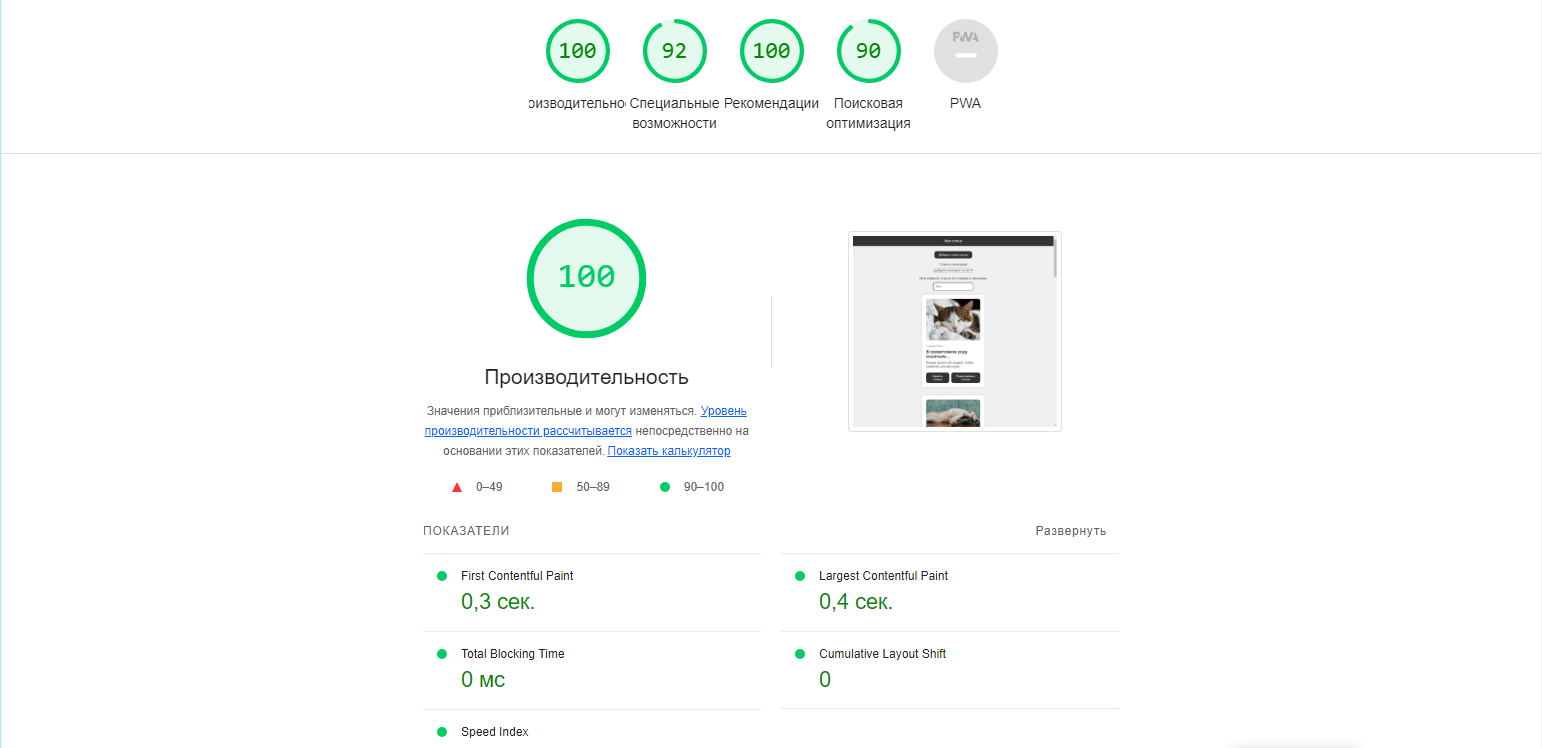 100
92
100
90
PWA
оизводительно
Специальные возможности
Рекомендации
Поисковая оптимизация
PWA
100
Производительность
Значения приблизительные и могут изменяться. Уровень
производительности рассчитывается непосредственно на
основании этих показателей. Показать калькулятор
0–49
50–89
90–100
ПОКАЗАТЕЛИ
Развернуть
First Contentful Paint
0,3 сек.
Largest Contentful Paint
0,4 сек.
Total Blocking Time
0 мс
Cumulative Layout Shift
0
Speed Index